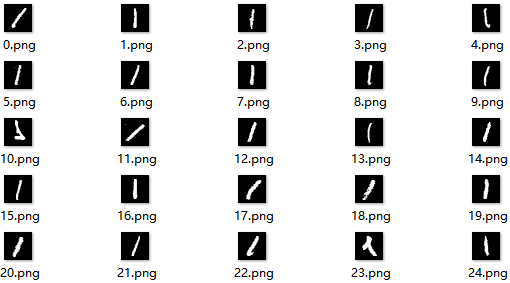 0.png 1.png 2.png 3.png 4.png
5.png 6.png 7.png 8.png 9.png
10.png 11.png 12.png 13.png 14.png
15.png 16.png 17.png 18.png 19.png
20.png 21.png 22.png 23.png 24.png